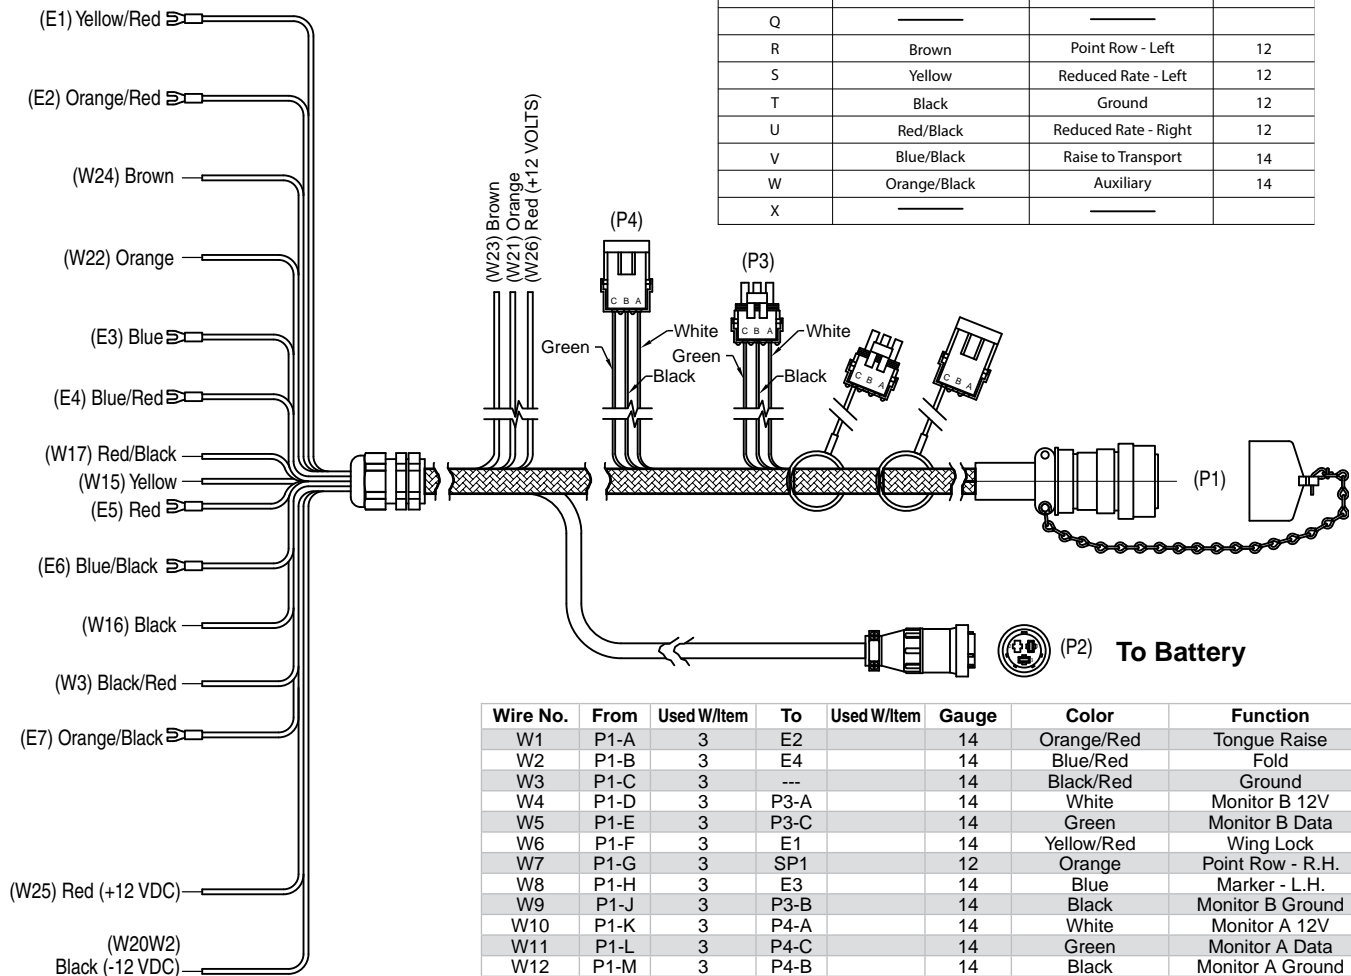 (E1) Yellow/Red
(E2) Orange/Red
(W24) Brown
(W22) Orange
(E3) Blue
(E4) Blue/Red
(W17) Red/Black
(W15) Yellow
(E5) Red
(E6) Blue/Black
(W16) Black
(W3) Black/Red
(E7) Orange/Black
(W25) Red (+12 VDC)
(W20W2)
Black (-12 VDC)
(W23) Brown
(W21) Orange
(W26) Red (+12 VOLTS)
(P4)
C B A
Green
White
Black
(P3)
C B A
Green
White
Black
C B A
C B A
(P1)
(P2) To Battery
Q
R Brown Point Row - Left 12
S Yellow Reduced Rate - Left 12
T Black Ground 12
U Red/Black Reduced Rate - Right 12
V Blue/Black Raise to Transport 14
W Orange/Black Auxiliary 14
X
Wire No. From Used W/Item To Used W/Item Gauge Color Function
W1 P1-A 3 E2 14 Orange/Red Tongue Raise
W2 P1-B 3 E4 14 Blue/Red Fold
W3 P1-C 3 --- 14 Black/Red Ground
W4 P1-D 3 P3-A 14 White Monitor B 12V
W5 P1-E 3 P3-C 14 Green Monitor B Data
W6 P1-F 3 E1 14 Yellow/Red Wing Lock
W7 P1-G 3 SP1 12 Orange Point Row - R.H.
W8 P1-H 3 E3 14 Blue Marker - L.H.
W9 P1-J 3 P3-B 14 Black Monitor B Ground
W10 P1-K 3 P4-A 14 White Monitor A 12V
W11 P1-L 3 P4-C 14 Green Monitor A Data
W12 P1-M 3 P4-B 14 Black Monitor A Ground